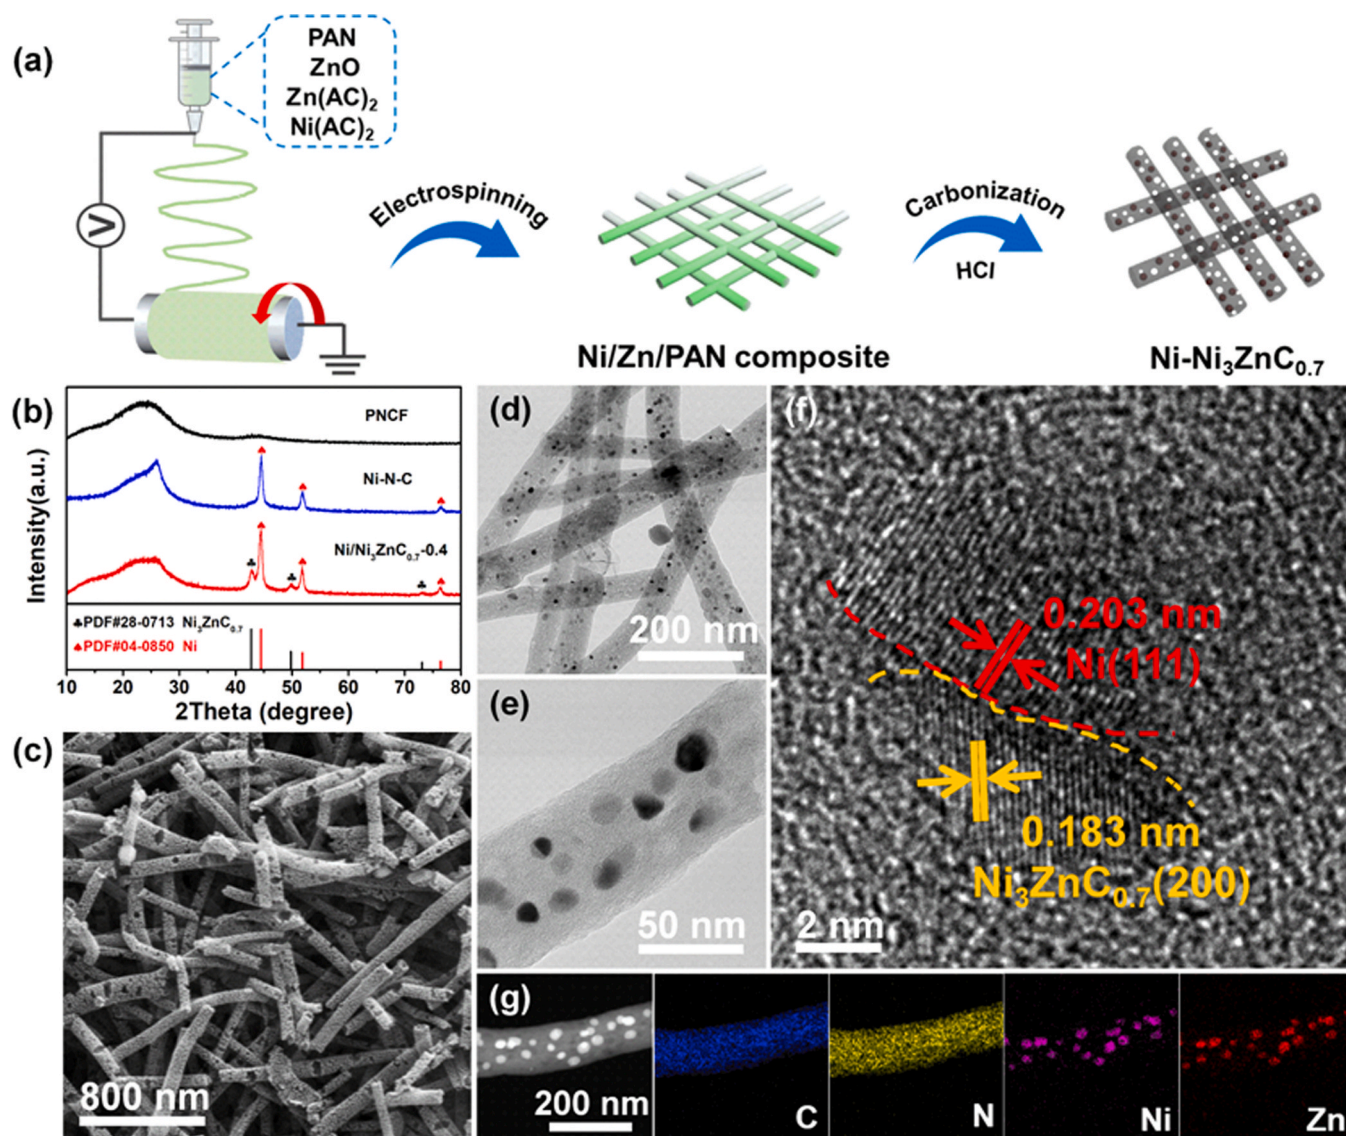 (a)
PAN
ZnO
Zn(AC)₂
Ni(AC)₂
V
Electrospinning
Carbonization
HCl
Ni/Zn/PAN composite
Ni-Ni₃ZnC₀.₇
(b)
PNCF
Ni-N-C
Ni/Ni₃ZnC₀.₇-0.4
♣PDF#28-0713 Ni₃ZnC₀.₇
♠PDF#04-0850 Ni
10 20 30 40 50 60 70 80
2Theta (degree)
Intensity(a.u.)
(c)
800 nm
(d)
200 nm
(e)
50 nm
(f)
0.203 nm
Ni(111)
0.183 nm
Ni₃ZnC₀.₇(200)
2 nm
(g)
200 nm
C
N
Ni
Zn